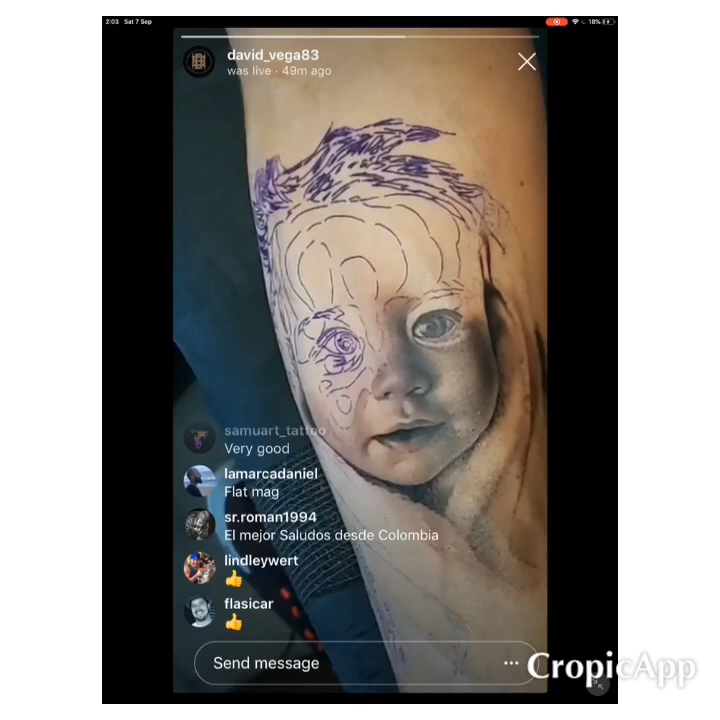 2:03 Sat 7 Sep
18%
david_vega83
was live · 49m ago
samuart_tattoo
Very good
lamarcadaniel
Flat mag
sr.roman1994
El mejor Saludos desde Colombia
lindleywert
👍
flasicar
👍
Send message
CropicApp